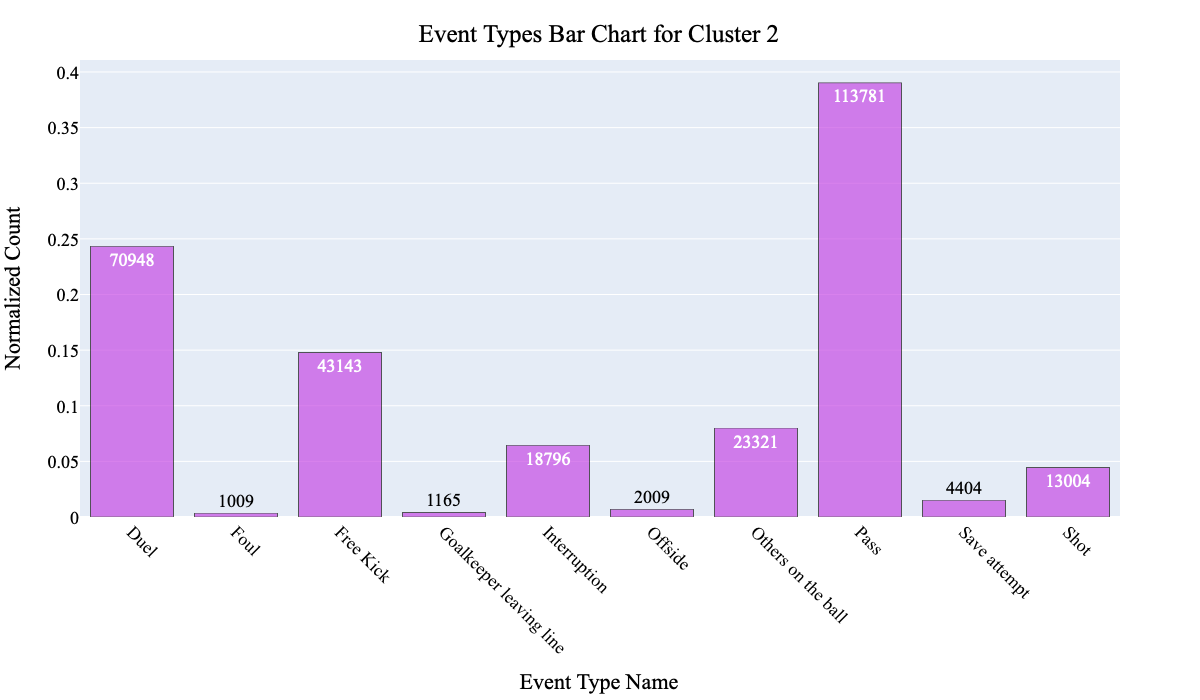 Event Types Bar Chart for Cluster 2
Normalized Count
0.4
0.35
0.3
0.25
0.2
0.15
0.1
0.05
0
70948
1009
43143
1165
18796
2009
23321
113781
4404
13004
Duel
Foul
Free Kick
Goalkeeper leaving line
Interruption
Offside
Others on the ball
Pass
Save attempt
Shot
Event Type Name